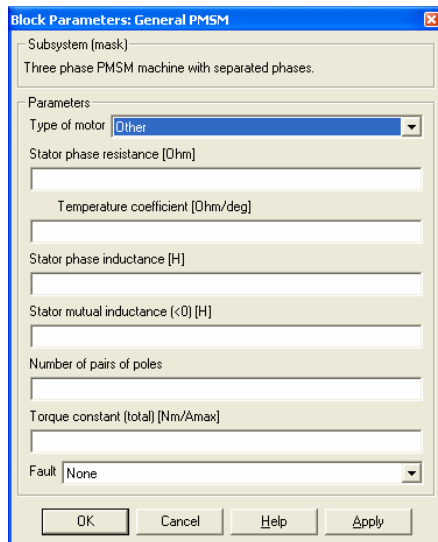 Block Parameters: General PMSM
Subsystem (mask)
Three phase PMSM machine with separated phases.
Parameters
Type of motor Other
Stator phase resistance [Ohm]
Temperature coefficient [Ohm/deg]
Stator phase inductance [H]
Stator mutual inductance (<0) [H]
Number of pairs of poles
Torque constant (total) [Nm/Amax]
Fault None
OK Cancel Help Apply